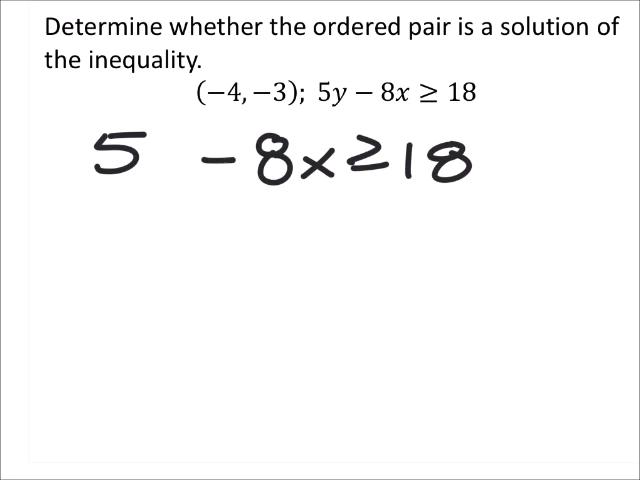 Determine whether the ordered pair is a solution of
the inequality.
(−4, −3); 5y − 8x ≥ 18
5 − 8x ≥ 18